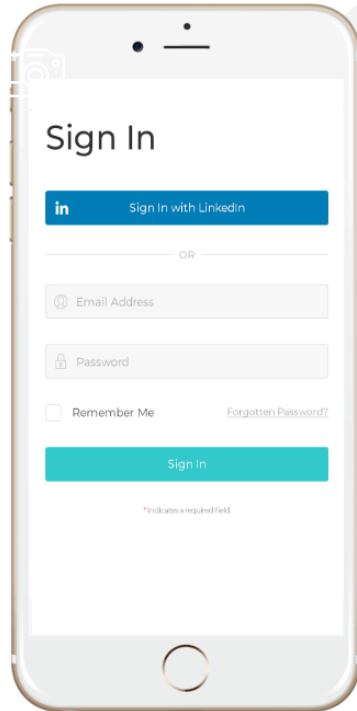 Sign In
in Sign In with LinkedIn
OR
Email Address
Password
Remember Me Forgotten Password?
Sign In
*Indicates a required field